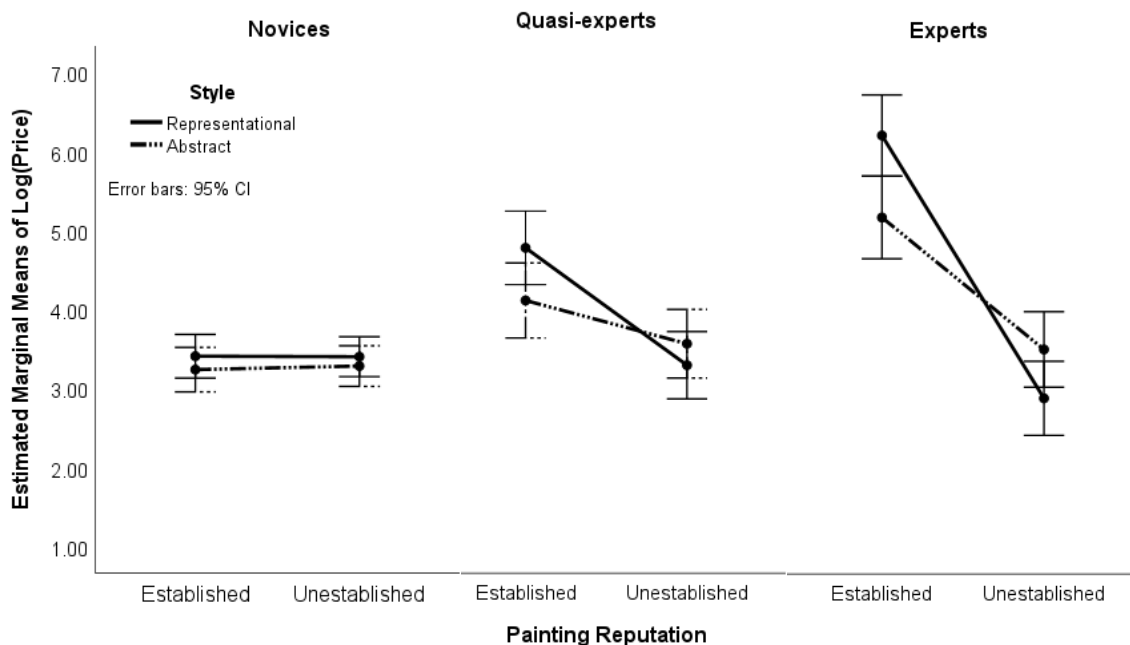 Novices
Quasi-experts
Experts
Estimated Marginal Means of Log(Price)
7.00
6.00
5.00
4.00
3.00
2.00
1.00
Style
Representational
Abstract
Error bars: 95% CI
Established
Unestablished
Established
Unestablished
Established
Unestablished
Painting Reputation